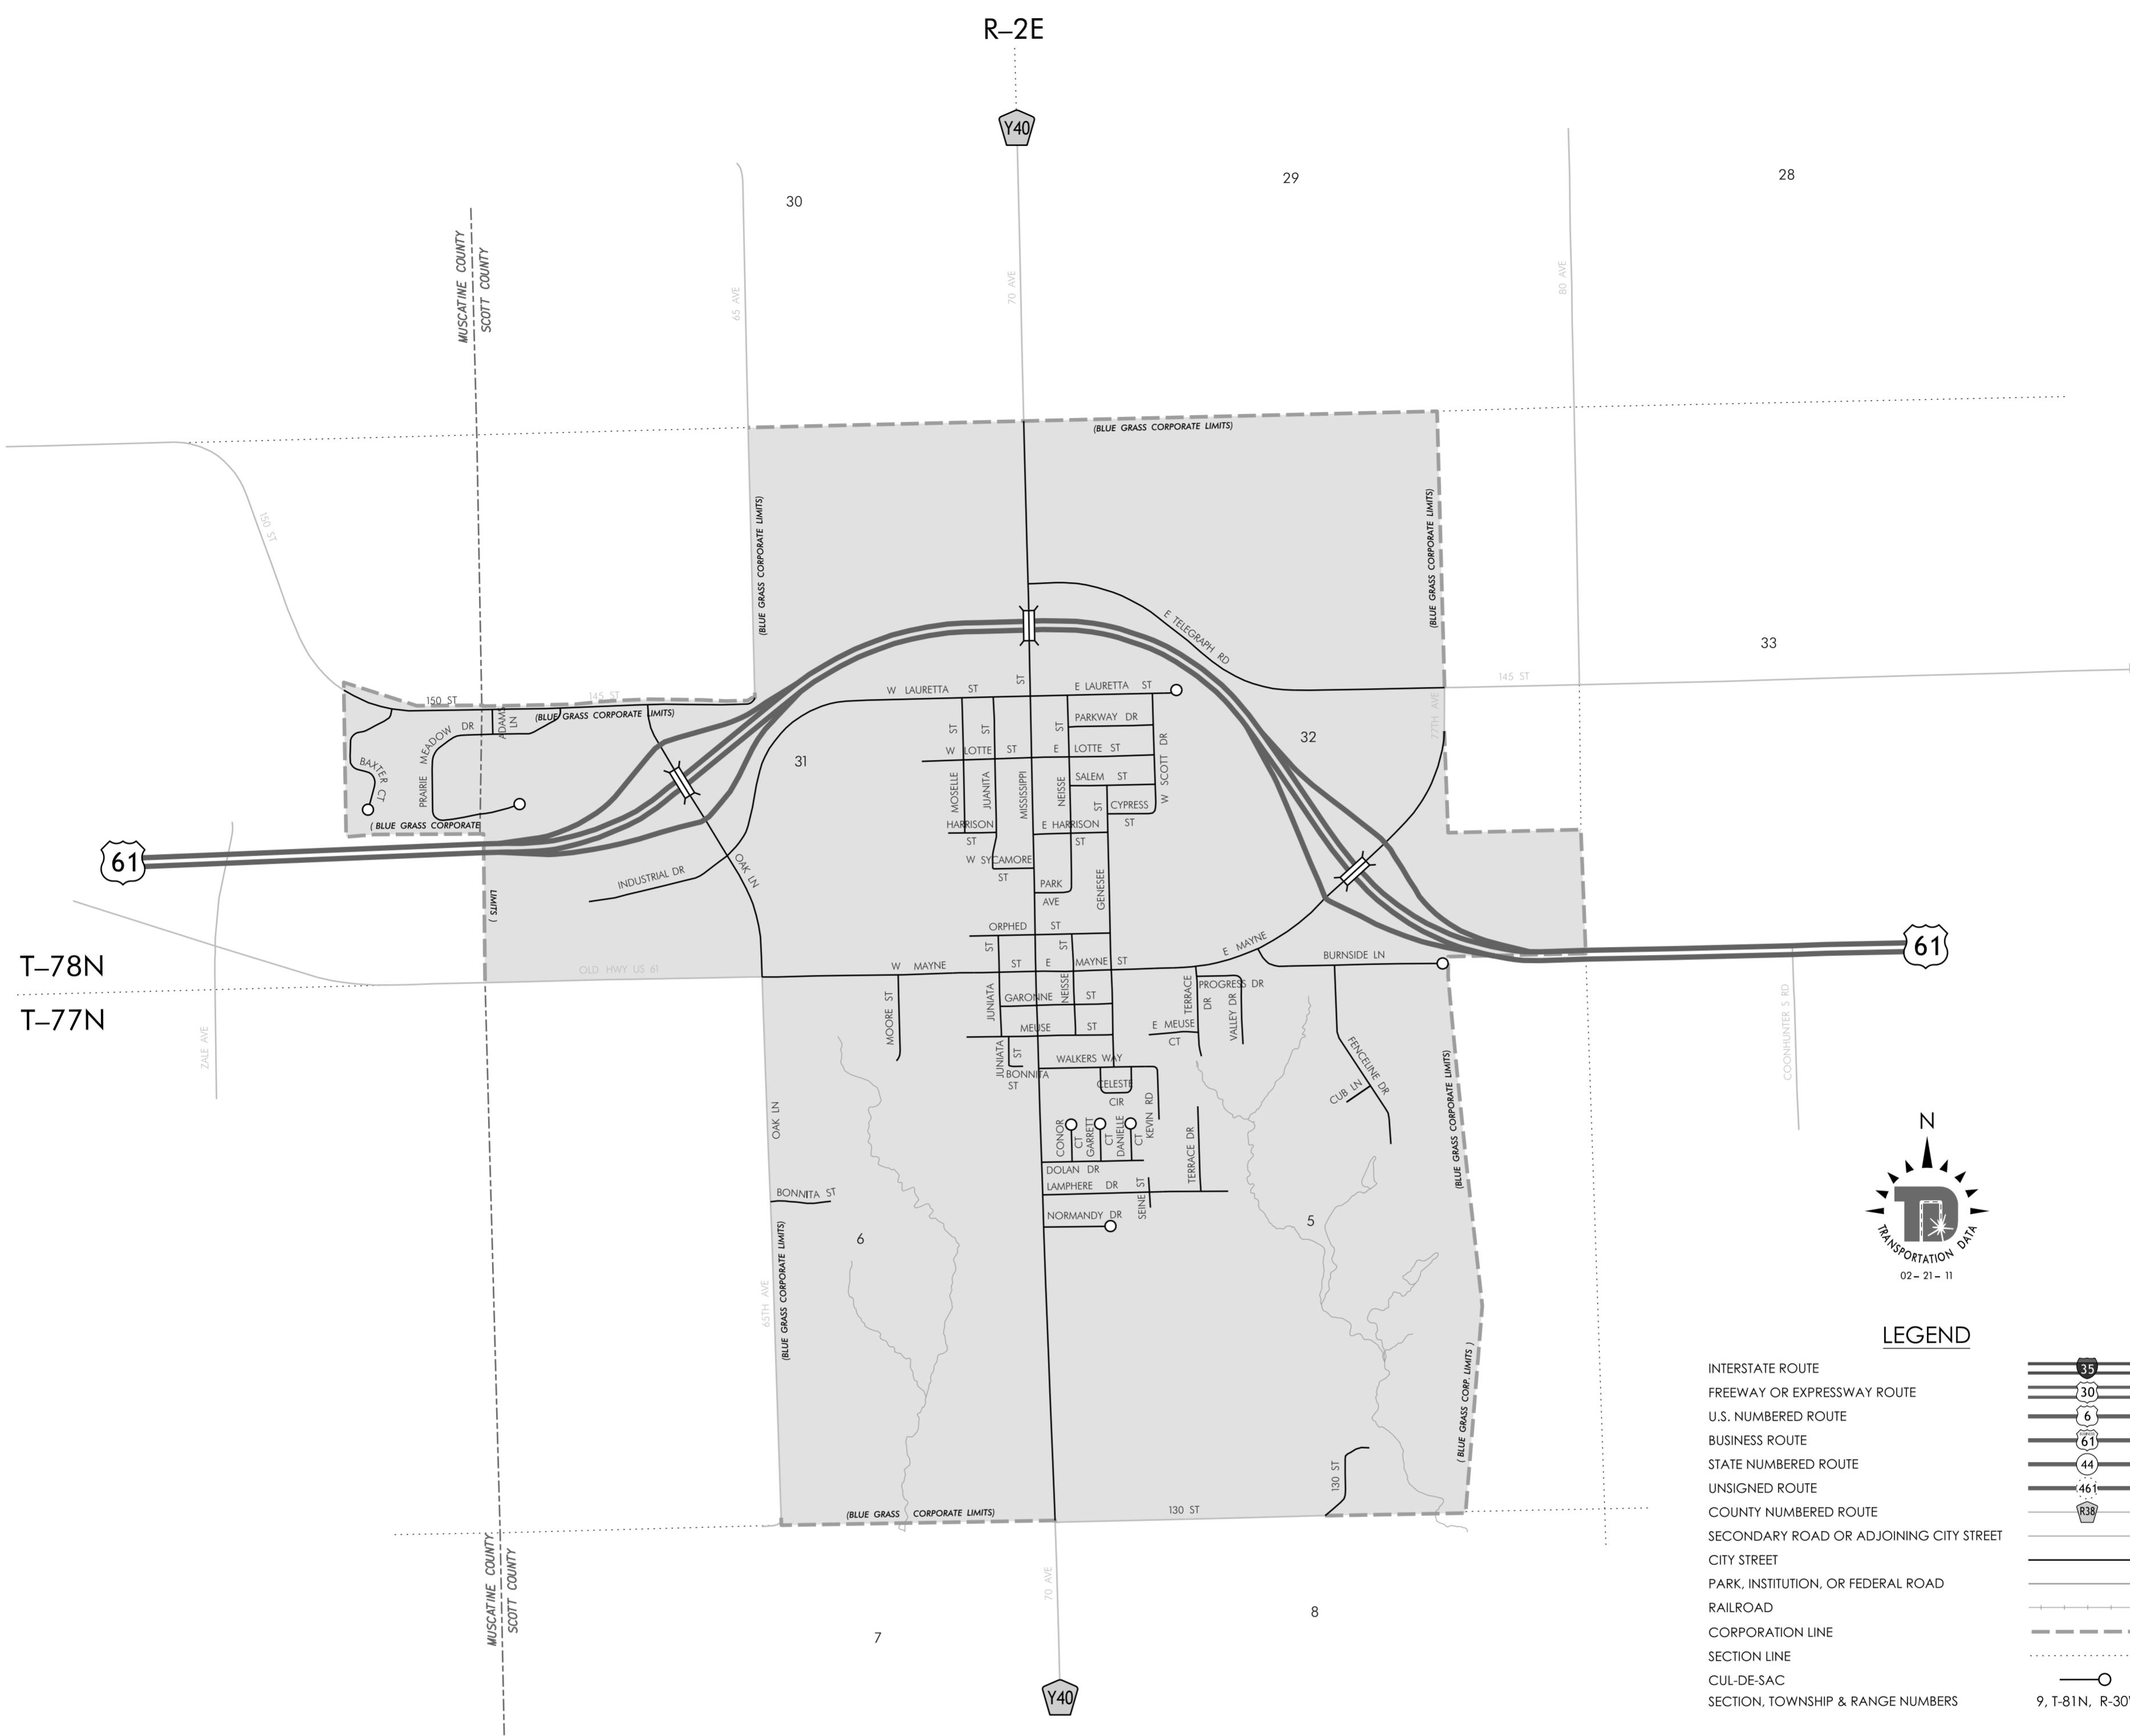 R–2E
Y40
29
28
30
MUSCATINE COUNTY
SCOTT COUNTY
65 AVE
70 AVE
80 AVE
(BLUE GRASS CORPORATE LIMITS)
(BLUE GRASS CORPORATE LIMITS)
(BLUE GRASS CORPORATE LIMITS)
150 ST
E TELEGRAPH RD
33
145 ST
77TH AVE
150 ST
145 ST
(BLUE GRASS CORPORATE LIMITS)
W LAURETTA ST
ST
E LAURETTA ST
PARKWAY DR
ADAMS
LN
PRAIRIE MEADOW DR
BAXTER CT
31
32
ST
ST
ST
W LOTTE ST
E LOTTE ST
W SCOTT DR
SALEM ST
MOSELLE
JUANITA
MISSISSIPPI
NEISSE
ST
CYPRESS
ST
HARRISON
ST
E HARRISON
ST
( BLUE GRASS CORPORATE
LIMITS )
61
W SYCAMORE
ST
PARK
AVE
GENESEE
INDUSTRIAL DR
OAK LN
ORPHED ST
ST
ST
E MAYNE
BURNSIDE LN
61
T–78N
OLD HWY US 61
W MAYNE ST
E MAYNE ST
T–77N
ZALE AVE
MOORE ST
JUNIATA
GARONNE ST
NEISSE
TERRACE
DR
PROGRESS DR
VALLEY DR
COONHUNTER S RD
MEUSE ST
E MEUSE
CT
JUNIATA
ST
BONNITA
ST
WALKERS WAY
CELESTE
CIR
KEVIN RD
FENCELINE DR
CUB LN
(BLUE GRASS CORPORATE LIMITS)
OAK LN
CONOR
CT
GARRETT
CT
DANIELLE
CT
TERRACE DR
DOLAN DR
BONNITA ST
LAMPHERE DR
SEINE ST
NORMANDY DR
5
6
65TH AVE
(BLUE GRASS CORPORATE LIMITS)
( BLUE GRASS CORP. LIMITS )
130 ST
(BLUE GRASS CORPORATE LIMITS)
130 ST
MUSCATINE COUNTY
SCOTT COUNTY
70 AVE
8
7
Y40
N
TD
TRANSPORTATION DATA
02– 21– 11
LEGEND
INTERSTATE ROUTE 35
FREEWAY OR EXPRESSWAY ROUTE 30
U.S. NUMBERED ROUTE 6
BUSINESS ROUTE 61
STATE NUMBERED ROUTE 44
UNSIGNED ROUTE 461
COUNTY NUMBERED ROUTE R38
SECONDARY ROAD OR ADJOINING CITY STREET
CITY STREET
PARK, INSTITUTION, OR FEDERAL ROAD
RAILROAD
CORPORATION LINE
SECTION LINE
CUL-DE-SAC
SECTION, TOWNSHIP & RANGE NUMBERS 9, T-81N, R-30